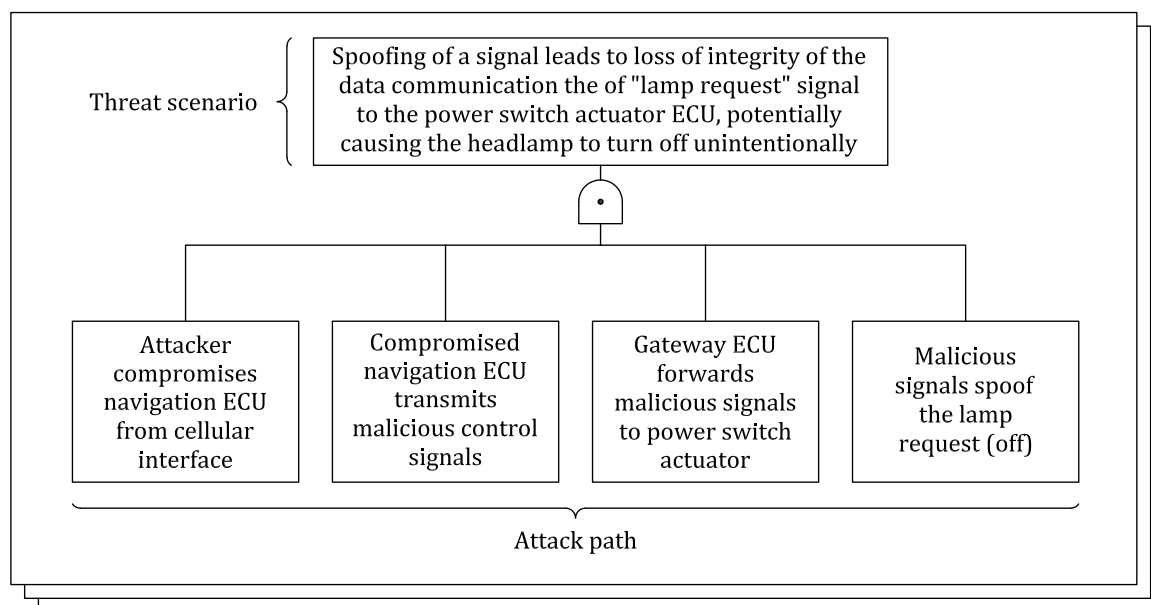 Threat scenario
Spoofing of a signal leads to loss of integrity of the
data communication the of "lamp request" signal
to the power switch actuator ECU, potentially
causing the headlamp to turn off unintentionally
Attacker
compromises
navigation ECU
from cellular
interface
Compromised
navigation ECU
transmits
malicious control
signals
Gateway ECU
forwards
malicious signals
to power switch
actuator
Malicious
signals spoof
the lamp
request (off)
Attack path